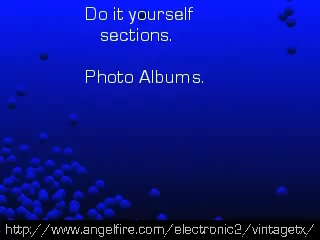 Do it yourself
sections.
Photo Albums.
http://www.angelfire.com/electronic2/vintagetx/